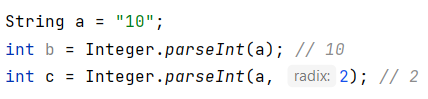 String a = "10";
int b = Integer.parseInt(a); // 10
int c = Integer.parseInt(a, radix: 2); // 2